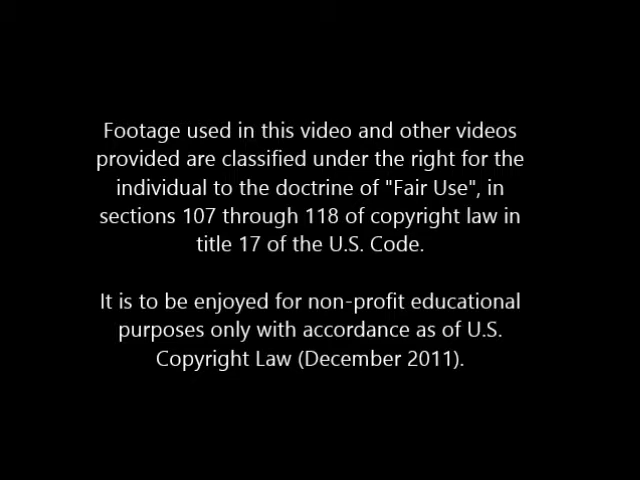 Footage used in this video and other videos
provided are classified under the right for the
individual to the doctrine of "Fair Use", in
sections 107 through 118 of copyright law in
title 17 of the U.S. Code.
It is to be enjoyed for non-profit educational
purposes only with accordance as of U.S.
Copyright Law (December 2011).